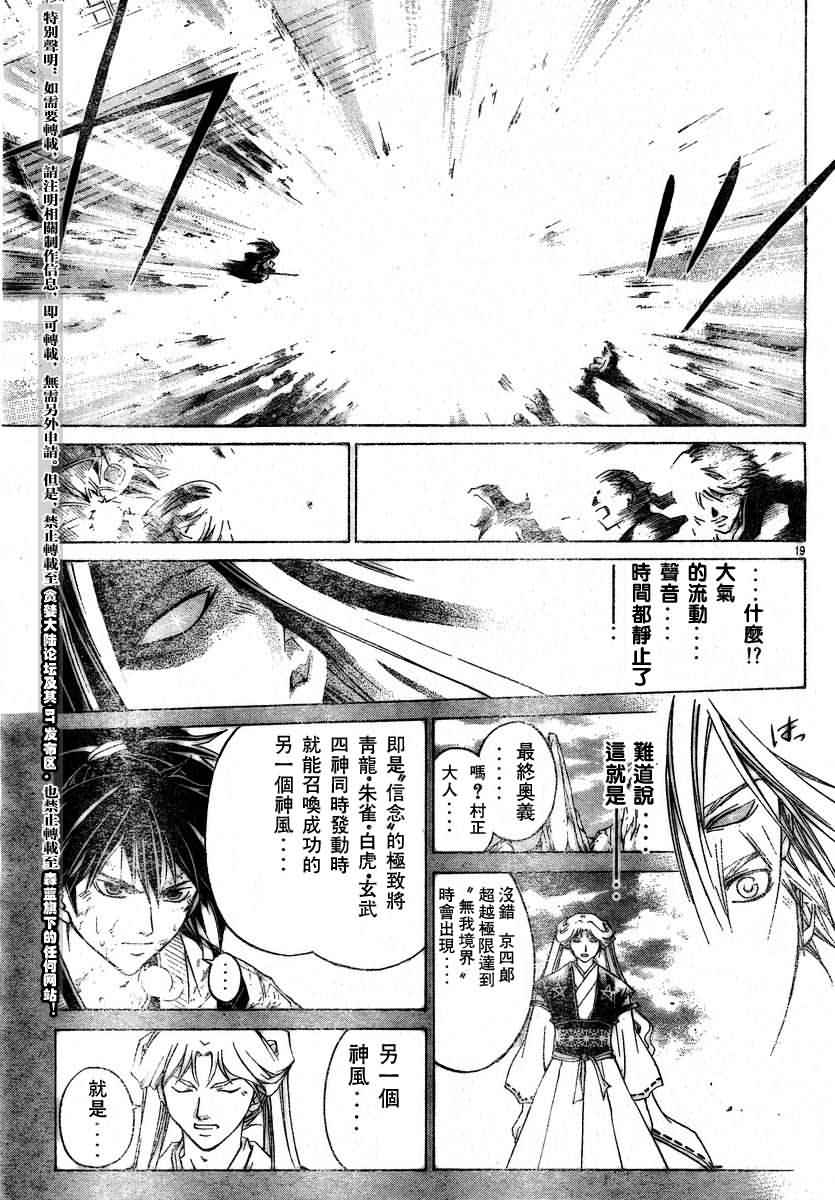 19
‥‥什麼!?
大氣
的流動
聲音‥‥
時間都靜止了
はっ
難道說‥‥
這就是——‥‥
最終奧義
嗎？村正
大人‥‥
沒錯 京四郎
超越極限達到
〝無我境界〞
時會出現‥‥
即是〝信念〞的極致將
青龍・朱雀・白虎・玄武
四神同時發動時
就能召喚成功的
另一個神風
‥‥
另一個
神風‥‥
就是‥‥
特別聲明：如需要轉載，請注明相關制作信息，即可轉載，無需另外申請。但是，禁止轉載至貪婪大陆论坛及其BT发布区，也禁止轉載至 旗下的任何网站！